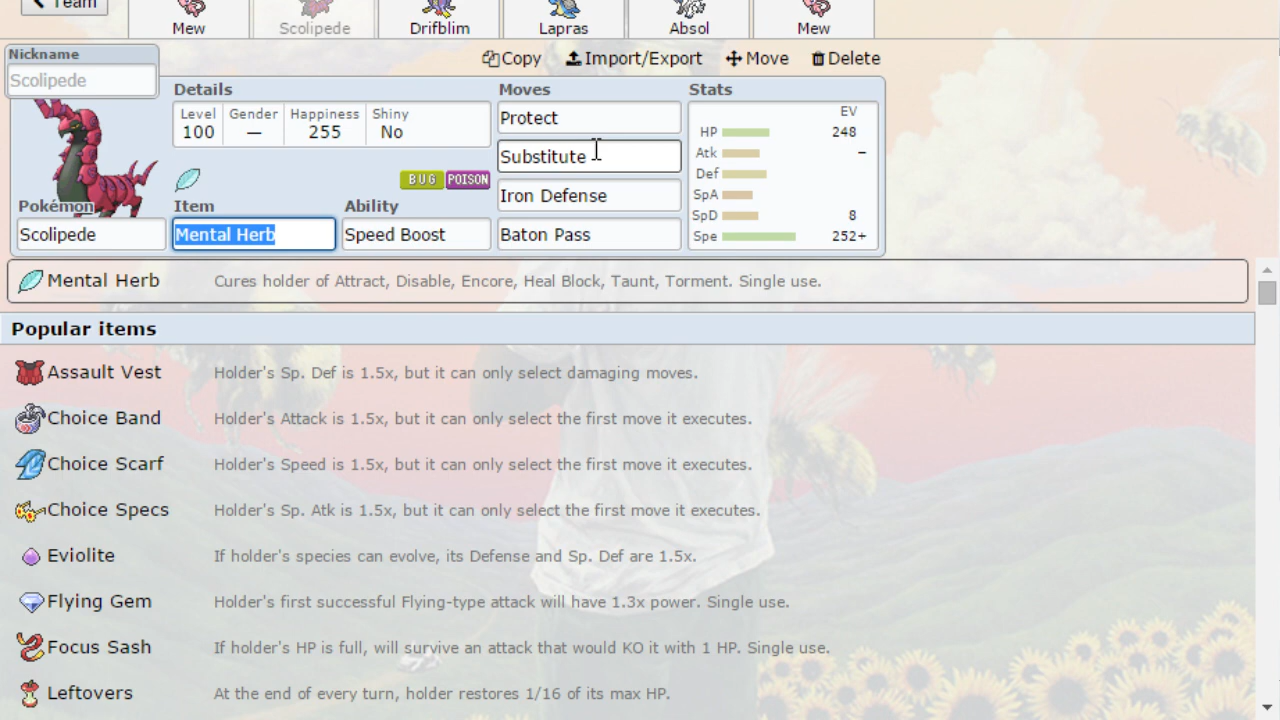 Team
Mew
Scolipede
Drifblim
Lapras
Absol
Mew
Nickname
Scolipede
Copy
Import/Export
Move
Delete
Details
Moves
Stats
Level
Gender
Happiness
Shiny
100
—
255
No
Protect
Substitute
Iron Defense
Baton Pass
EV
HP 248
Atk –
Def
SpA
SpD 8
Spe 252+
BUG POISON
Pokémon
Item
Ability
Scolipede
Mental Herb
Speed Boost
Mental Herb Cures holder of Attract, Disable, Encore, Heal Block, Taunt, Torment. Single use.
Popular items
Assault Vest Holder's Sp. Def is 1.5x, but it can only select damaging moves.
Choice Band Holder's Attack is 1.5x, but it can only select the first move it executes.
Choice Scarf Holder's Speed is 1.5x, but it can only select the first move it executes.
Choice Specs Holder's Sp. Atk is 1.5x, but it can only select the first move it executes.
Eviolite If holder's species can evolve, its Defense and Sp. Def are 1.5x.
Flying Gem Holder's first successful Flying-type attack will have 1.3x power. Single use.
Focus Sash If holder's HP is full, will survive an attack that would KO it with 1 HP. Single use.
Leftovers At the end of every turn, holder restores 1/16 of its max HP.